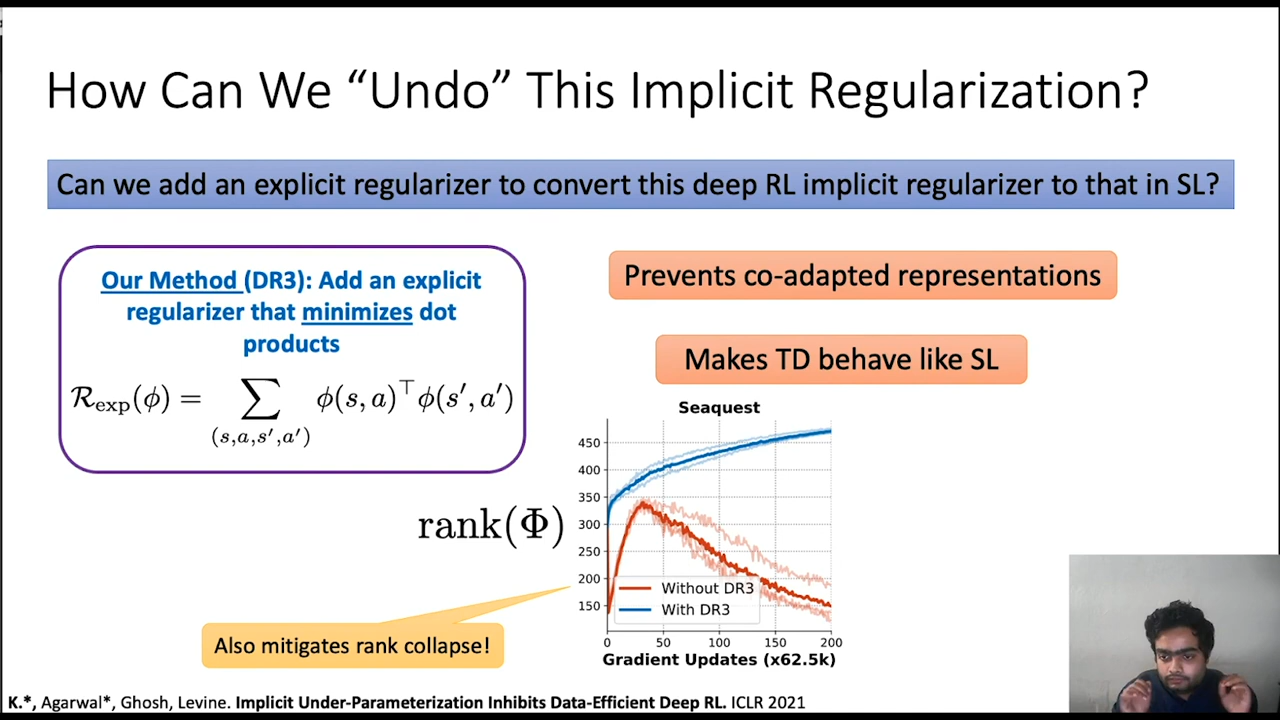 How Can We “Undo” This Implicit Regularization?
Can we add an explicit regularizer to convert this deep RL implicit regularizer to that in SL?
Our Method (DR3): Add an explicit
regularizer that minimizes dot
products
R_exp(ϕ) = ∑_(s,a,s′,a′) ϕ(s, a)^⊤ϕ(s′, a′)
Prevents co-adapted representations
Makes TD behave like SL
Seaquest
450
400
350
300
250
200
150
rank(Φ)
Without DR3
With DR3
0 50 100 150 200
Gradient Updates (x62.5k)
Also mitigates rank collapse!
K.*, Agarwal*, Ghosh, Levine. Implicit Under-Parameterization Inhibits Data-Efficient Deep RL. ICLR 2021